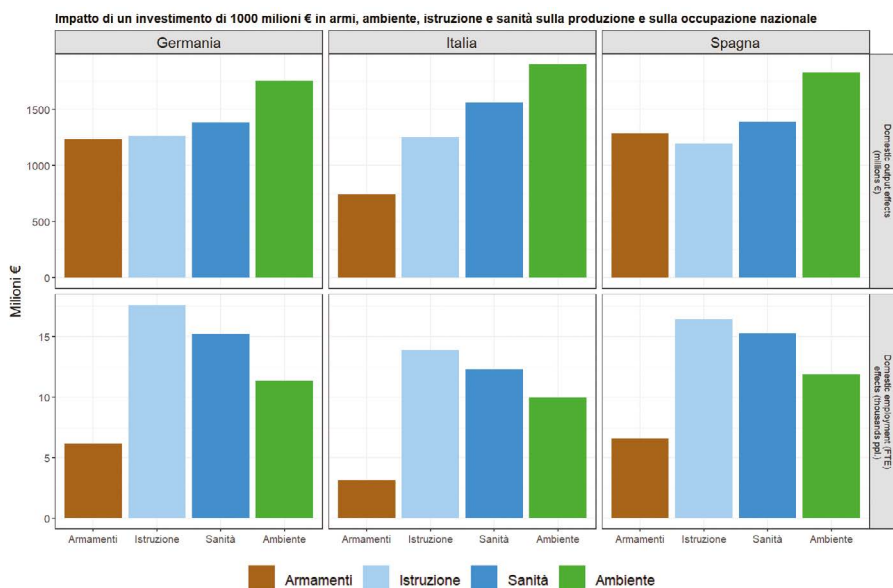 Impatto di un investimento di 1000 milioni € in armi, ambiente, istruzione e sanità sulla produzione e sulla occupazione nazionale
Germania
Italia
Spagna
1500
1000
500
0
Domestic output effects
(millions €)
Milioni €
15
10
5
0
Domestic employment (FTE)
effects (thousands ppl.)
Armamenti Istruzione Sanità Ambiente
Armamenti Istruzione Sanità Ambiente
Armamenti Istruzione Sanità Ambiente
Armamenti Istruzione Sanità Ambiente